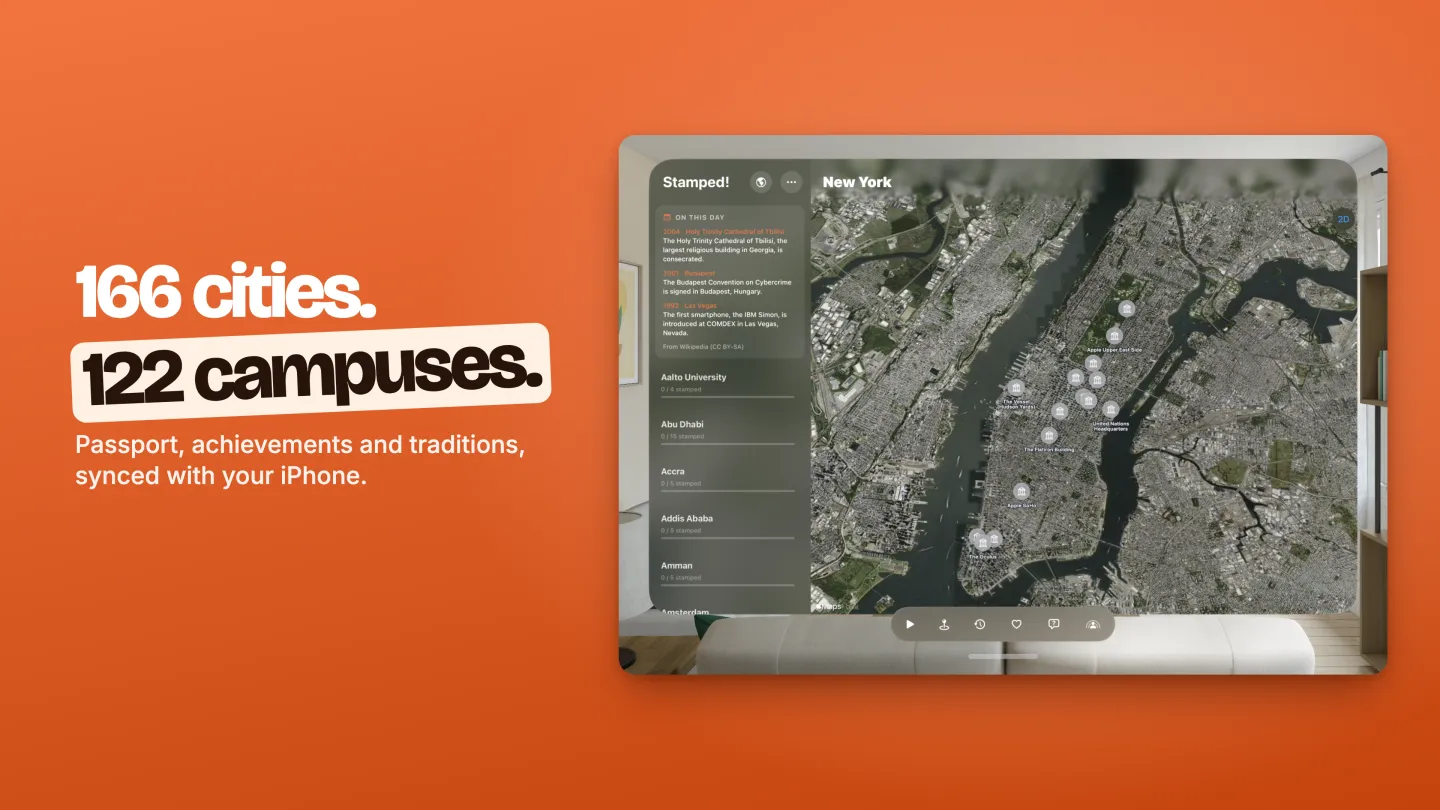 166 cities.
122 campuses.
Passport, achievements and traditions,
synced with your iPhone.
Stamped!
ON THIS DAY
2004 Holy Trinity Cathedral of Tbilisi
The Holy Trinity Cathedral of Tbilisi, the
largest religious building in Georgia, is
consecrated.
2001 Budapest
The Budapest Convention on Cybercrime
is signed in Budapest, Hungary.
1992 Las Vegas
The first smartphone, the IBM Simon, is
introduced at COMDEX in Las Vegas,
Nevada.
From Wikipedia (CC BY-SA)
Aalto University
0 / 4 stamped
Abu Dhabi
0 / 15 stamped
Accra
0 / 5 stamped
Addis Ababa
0 / 5 stamped
Amman
0 / 5 stamped
Amsterdam
New York
2D
Apple Upper East Side
The Vessel
(Hudson Yards)
United Nations
Headquarters
The Flatiron Building
Apple SoHo
The Oculus
Maps